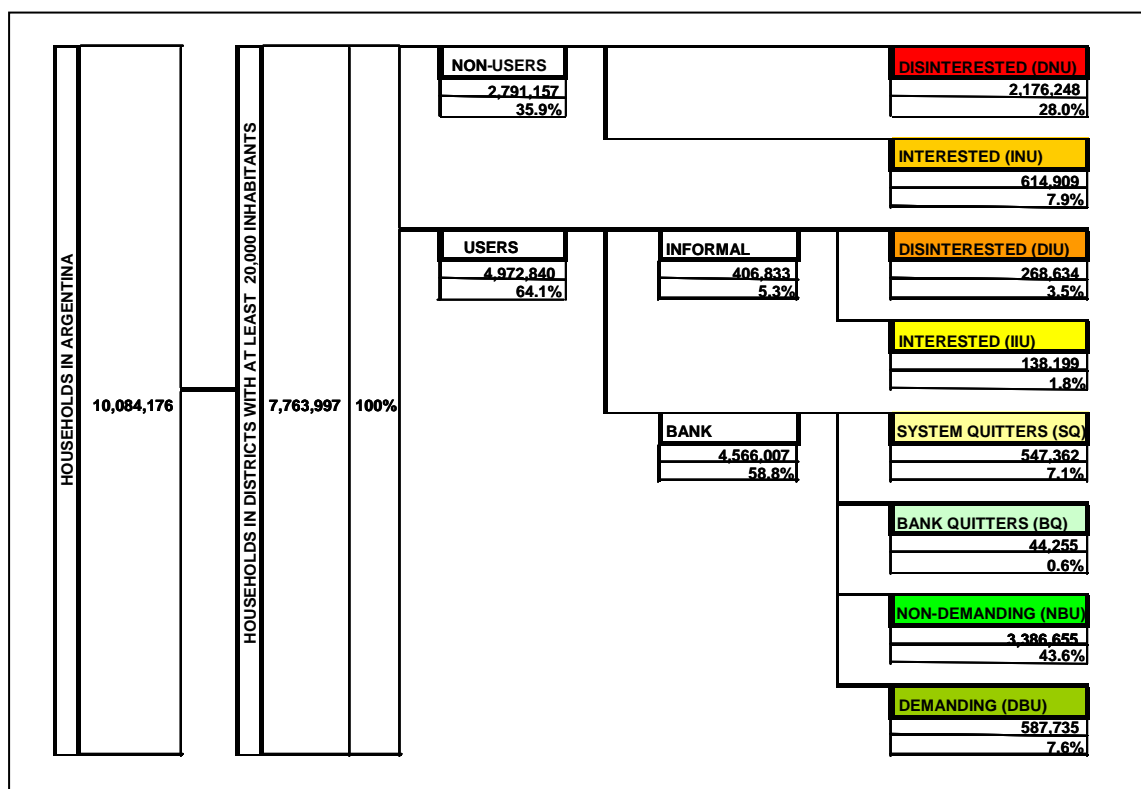 HOUSEHOLDS IN ARGENTINA
10,084,176
HOUSEHOLDS IN DISTRICTS WITH AT LEAST 20,000 INHABITANTS
7,763,997
100%
NON-USERS
2,791,157
35.9%
DISINTERESTED (DNU)
2,176,248
28.0%
INTERESTED (INU)
614,909
7.9%
USERS
4,972,840
64.1%
INFORMAL
406,833
5.3%
DISINTERESTED (DIU)
268,634
3.5%
INTERESTED (IIU)
138,199
1.8%
BANK
4,566,007
58.8%
SYSTEM QUITTERS (SQ)
547,362
7.1%
BANK QUITTERS (BQ)
44,255
0.6%
NON-DEMANDING (NBU)
3,386,655
43.6%
DEMANDING (DBU)
587,735
7.6%